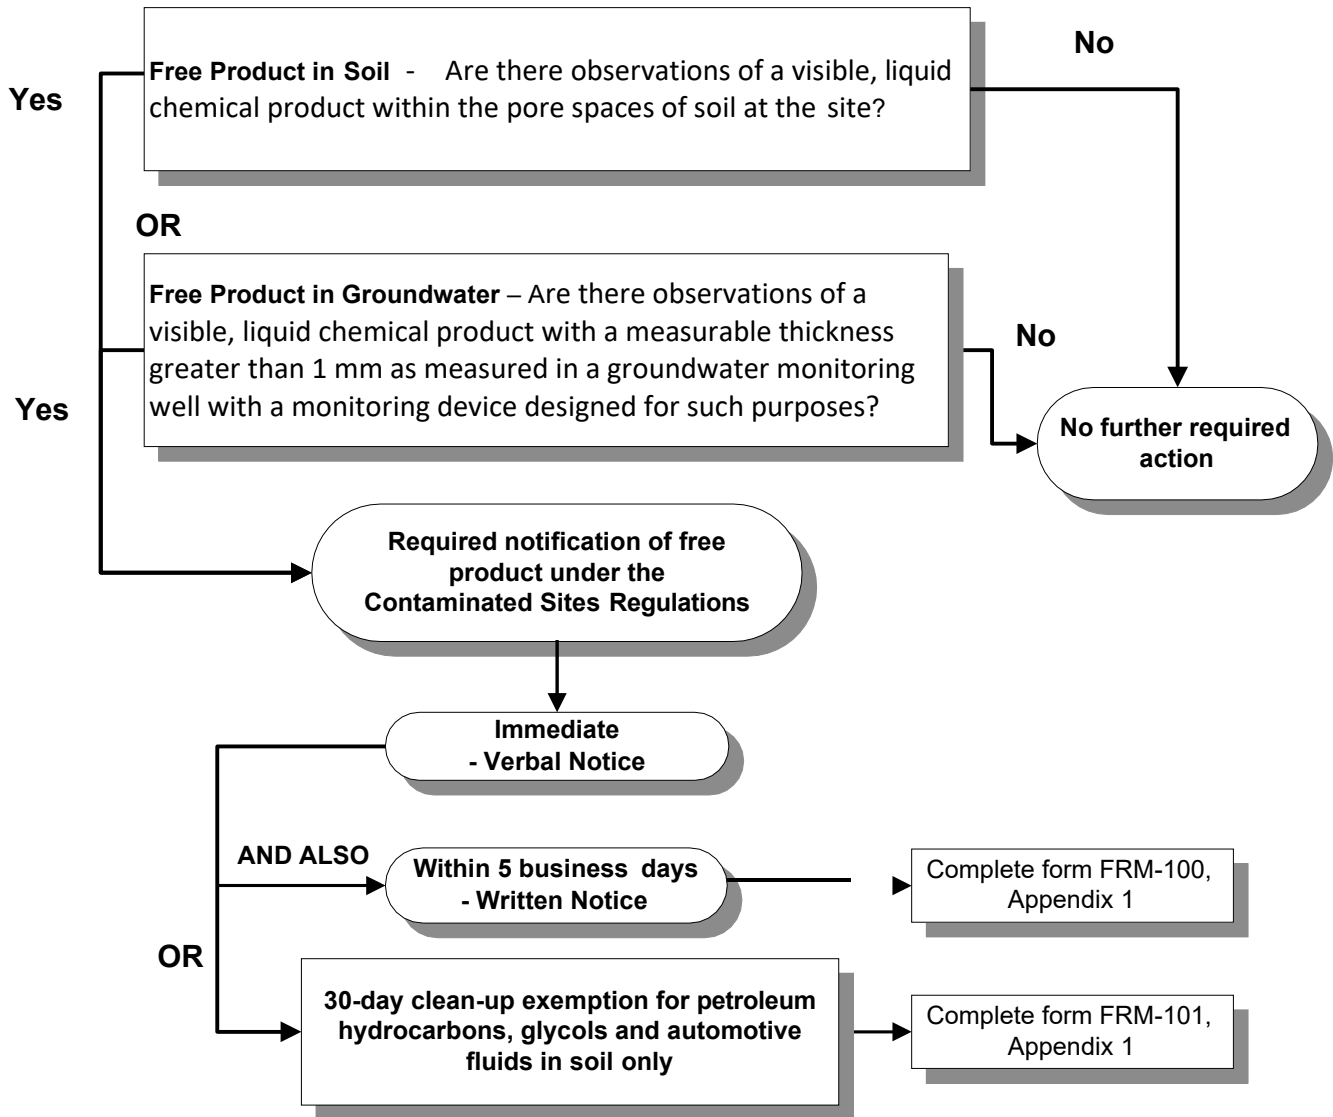 No
Free Product in Soil - Are there observations of a visible, liquid
chemical product within the pore spaces of soil at the site?
Yes
OR
Free Product in Groundwater – Are there observations of a
visible, liquid chemical product with a measurable thickness
greater than 1 mm as measured in a groundwater monitoring
well with a monitoring device designed for such purposes?
No
Yes
No further required
action
Required notification of free
product under the
Contaminated Sites Regulations
Immediate
- Verbal Notice
AND ALSO
Within 5 business days
- Written Notice
Complete form FRM-100,
Appendix 1
OR
30-day clean-up exemption for petroleum
hydrocarbons, glycols and automotive
fluids in soil only
Complete form FRM-101,
Appendix 1